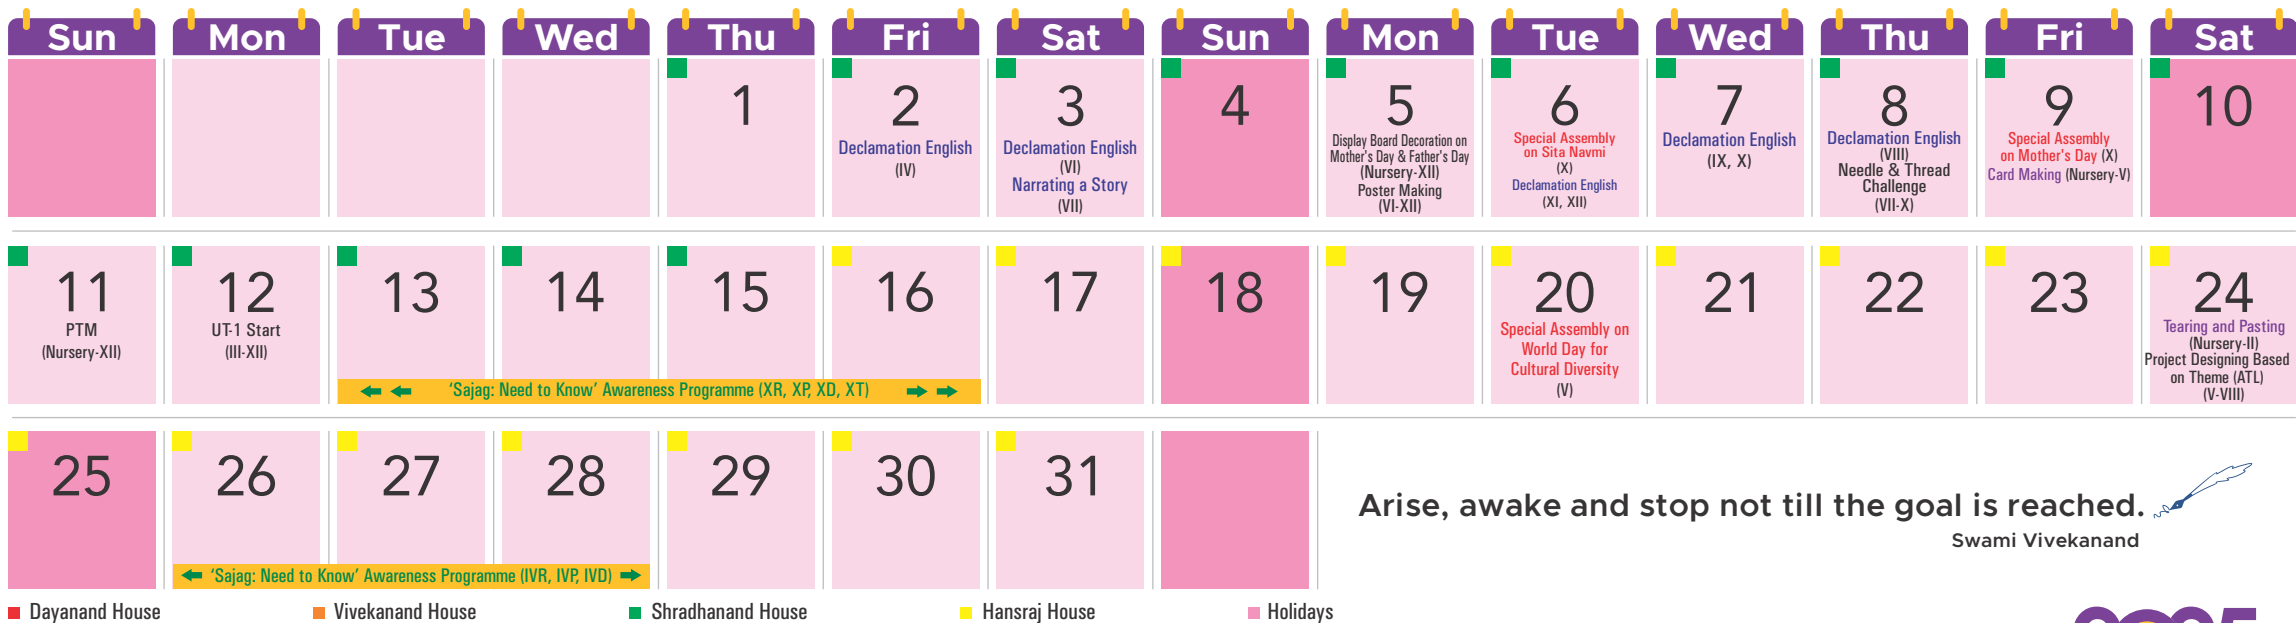 Sun Mon Tue Wed Thu Fri Sat Sun Mon Tue Wed Thu Fri Sat
1
2
Declamation English
(IV)
3
Declamation English
(VI)
Narrating a Story
(VII)
4
5
Display Board Decoration on
Mother's Day & Father's Day
(Nursery-XII)
Poster Making
(VI-XII)
6
Special Assembly
on Sita Navmi
(X)
Declamation English
(XI, XII)
7
Declamation English
(IX, X)
8
Declamation English
(VIII)
Needle & Thread
Challenge
(VII-X)
9
Special Assembly
on Mother's Day (X)
Card Making (Nursery-V)
10
11
PTM
(Nursery-XII)
12
UT-1 Start
(III-XII)
13
14
15
16
'Sajag: Need to Know’ Awareness Programme (XR, XP, XD, XT)
17
18
19
20
Special Assembly on
World Day for
Cultural Diversity
(V)
21
22
23
24
Tearing and Pasting
(Nursery-II)
Project Designing Based
on Theme (ATL)
(V-VIII)
25
26
27
28
'Sajag: Need to Know’ Awareness Programme (IVR, IVP, IVD)
29
30
31
Arise, awake and stop not till the goal is reached.
Swami Vivekanand
Dayanand House Vivekanand House Shradhanand House Hansraj House Holidays